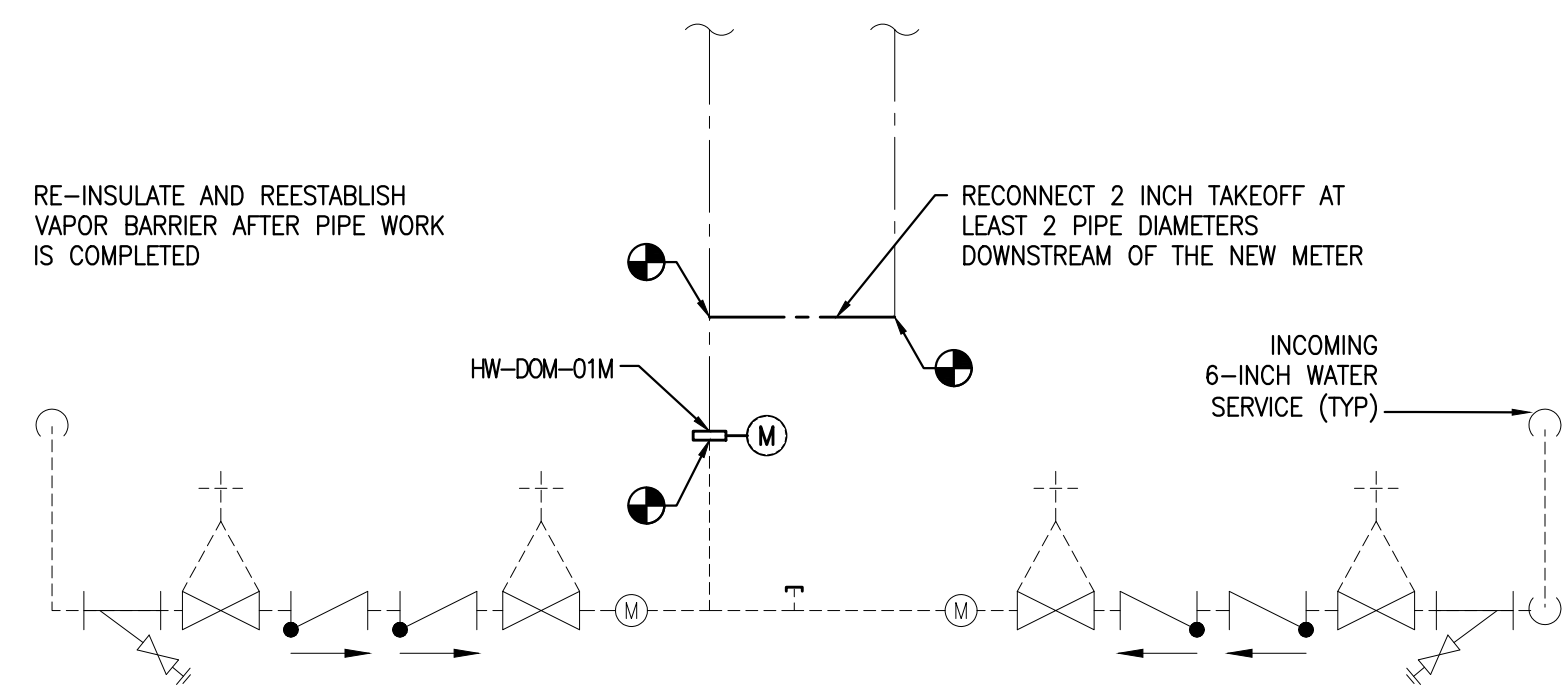 RE-INSULATE AND REESTABLISH
VAPOR BARRIER AFTER PIPE WORK
IS COMPLETED
RECONNECT 2 INCH TAKEOFF AT
LEAST 2 PIPE DIAMETERS
DOWNSTREAM OF THE NEW METER
HW-DOM-01M
INCOMING
6-INCH WATER
SERVICE (TYP)
M
M
M